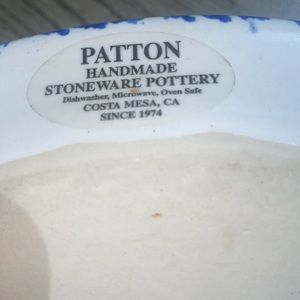 PATTON
HANDMADE
STONEWARE POTTERY
Dishwasher, Microwave, Oven Safe
COSTA MESA, CA
SINCE 1974